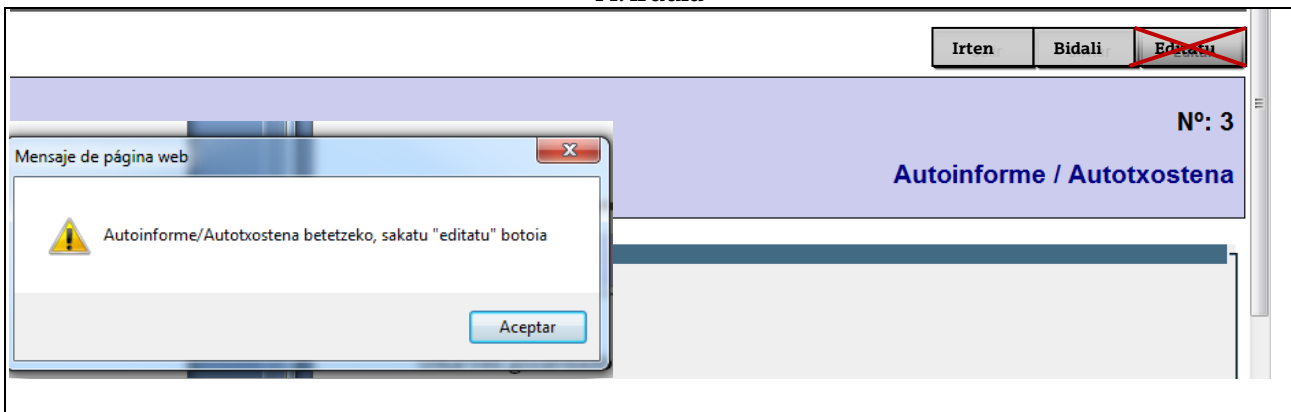 Irten Bidali Editatu
Nº: 3
Mensaje de página web
Autoinforme / Autotxostena
Autoinforme/Autotxostena betetzeko, sakatu "editatu" botoia
Aceptar